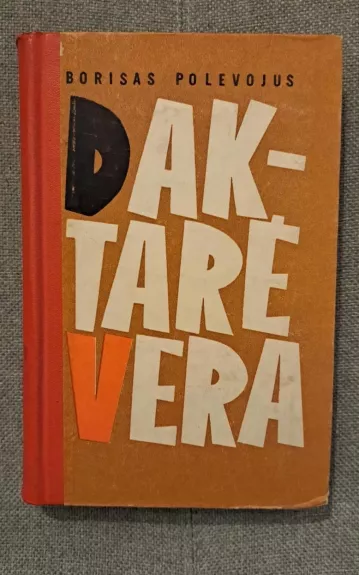 BORISAS POLEVOJUS
DAK-
TARĖ
VERA